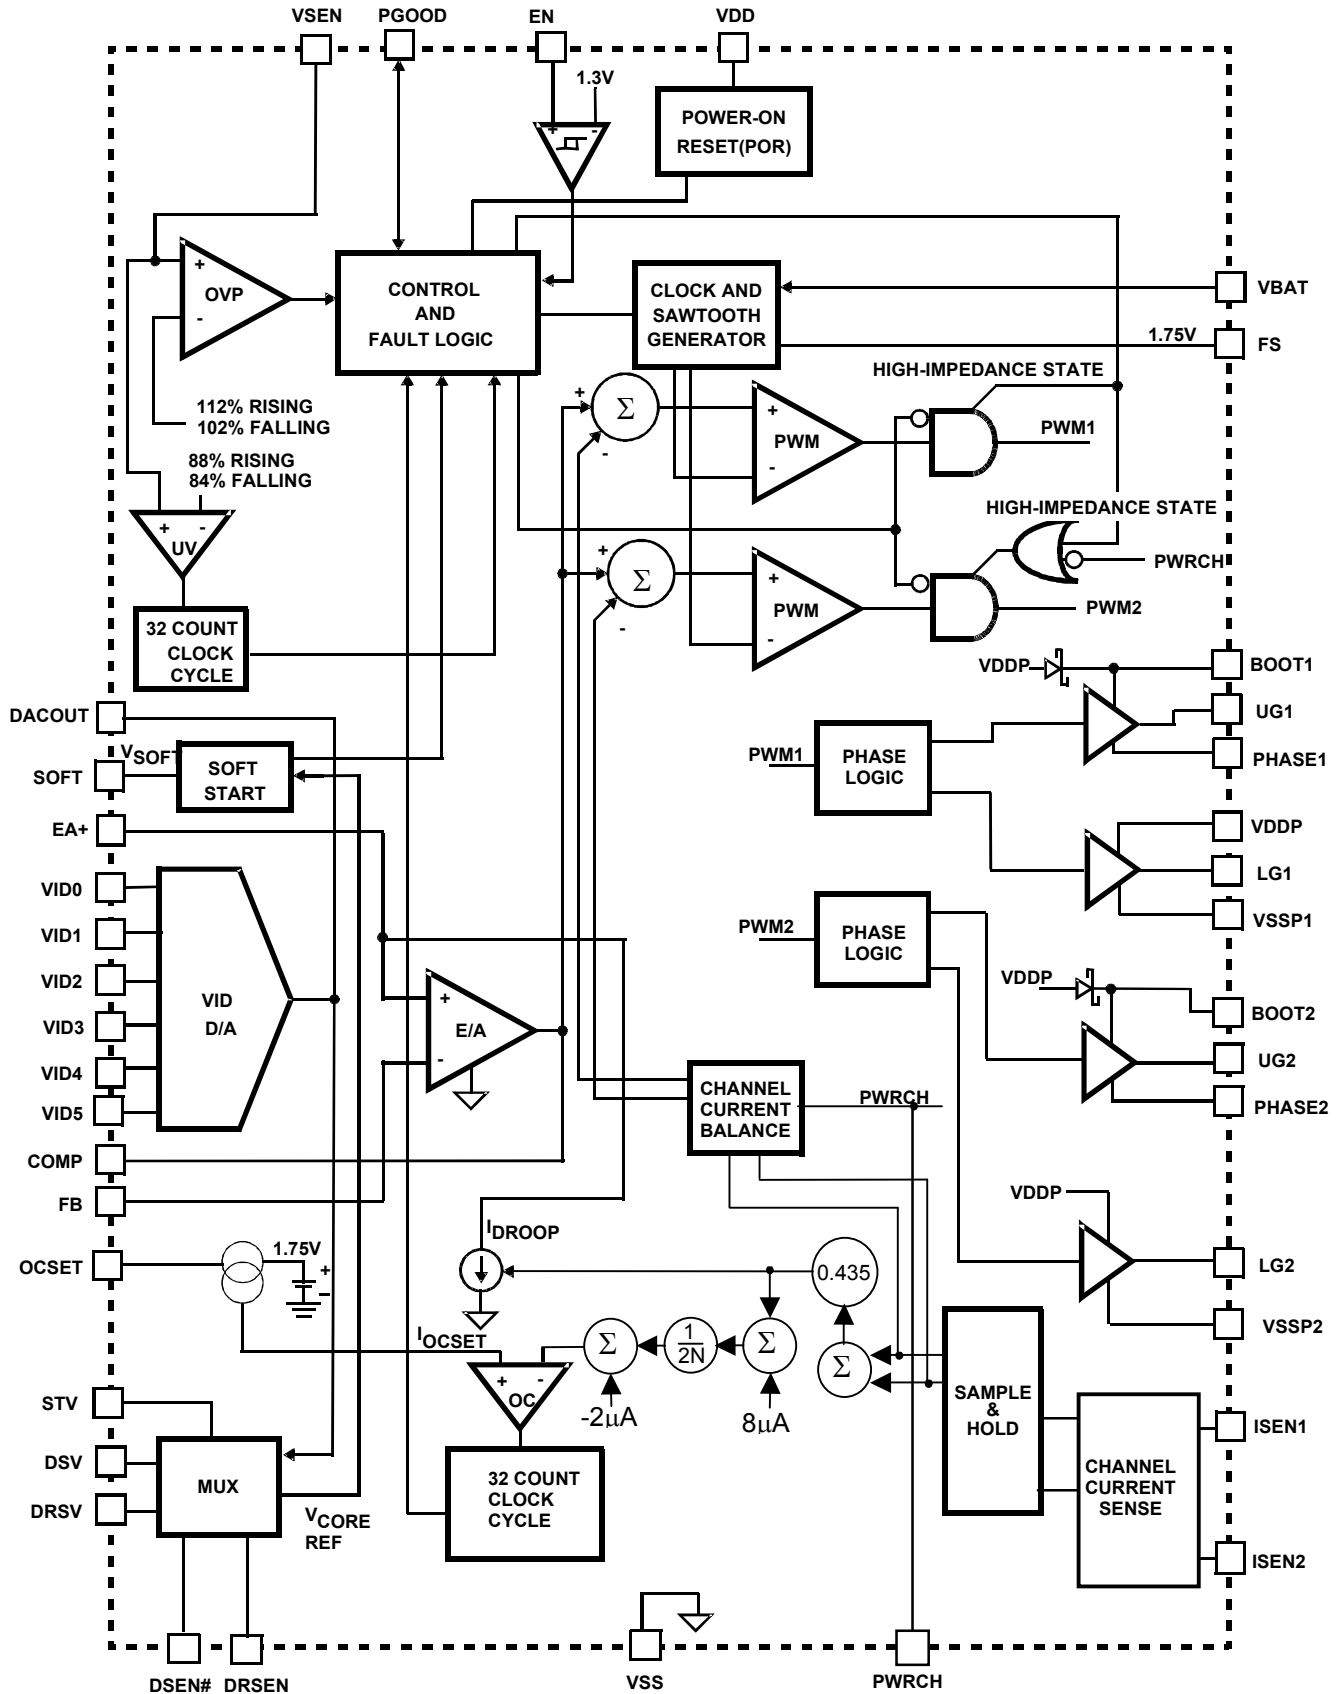 VSEN
PGOOD
EN
VDD
1.3V
+
-
POWER-ON
RESET(POR)
+
OVP
-
CONTROL
AND
FAULT LOGIC
CLOCK AND
SAWTOOTH
GENERATOR
VBAT
1.75V
FS
HIGH-IMPEDANCE STATE
112% RISING
102% FALLING
88% RISING
84% FALLING
+
Σ
-
+
PWM
-
PWM1
HIGH-IMPEDANCE STATE
+ -
UV
+
Σ
-
+
PWM
-
PWRCH
PWM2
32 COUNT
CLOCK
CYCLE
VDDP
BOOT1
UG1
PHASE1
DACOUT
VSOFT
SOFT
SOFT
START
PWM1
PHASE
LOGIC
EA+
VDDP
LG1
VSSP1
VID0
VID1
VID2
VID3
VID4
VID5
VID
D/A
PWM2
PHASE
LOGIC
+
E/A
-
VDDP
BOOT2
UG2
PHASE2
CHANNEL
CURRENT
BALANCE
PWRCH
COMP
FB
VDDP
IDROOP
OCSET
1.75V
+
-
0.435
LG2
VSSP2
IOCSET
Σ
1
2N
Σ
Σ
+ -
OC
-2µA
8µA
SAMPLE
&
HOLD
STV
DSV
DRSV
MUX
VCORE
REF
32 COUNT
CLOCK
CYCLE
CHANNEL
CURRENT
SENSE
ISEN1
ISEN2
DSEN#
DRSEN
VSS
PWRCH